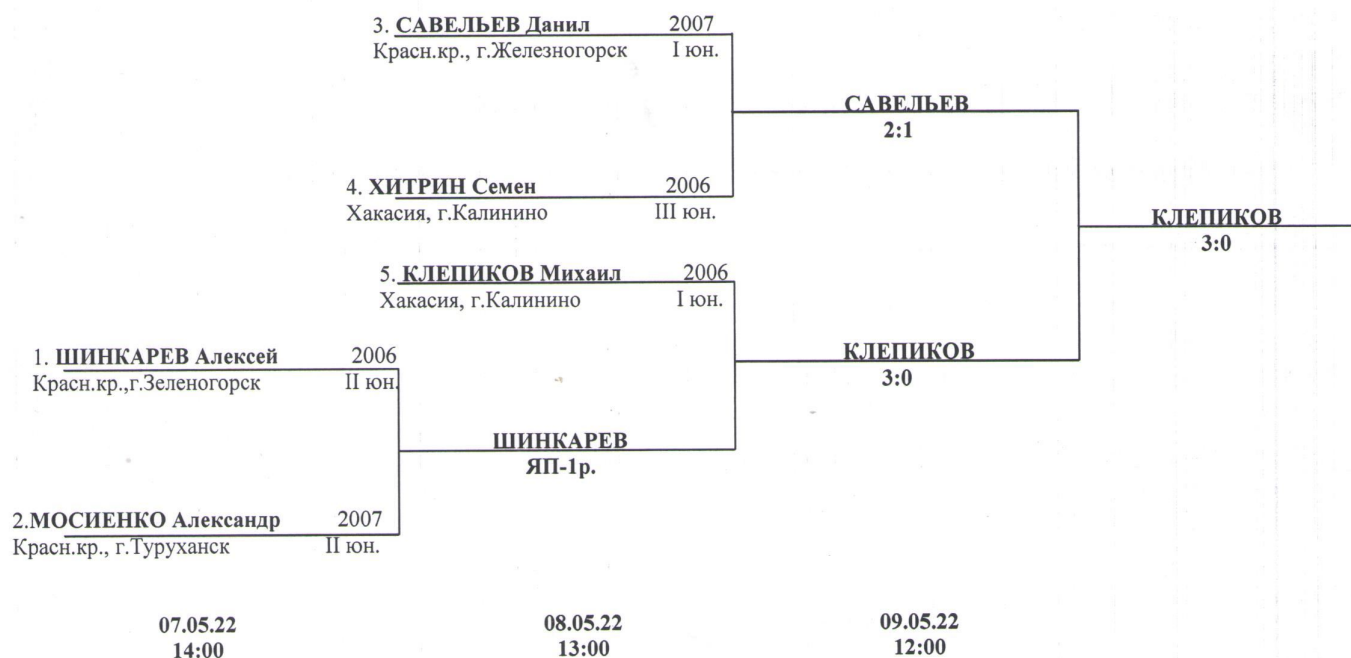 3. САВЕЛЬЕВ Данил 2007
Красн.кр., г.Железногорск I юн.
САВЕЛЬЕВ
2:1
4. ХИТРИН Семен 2006
Хакасия, г.Калинино III юн.
КЛЕПИКОВ
3:0
5. КЛЕПИКОВ Михаил 2006
Хакасия, г.Калинино I юн.
1. ШИНКАРЕВ Алексей 2006
Красн.кр.,г.Зеленогорск II юн.
КЛЕПИКОВ
3:0
ШИНКАРЕВ
ЯП-1р.
2.МОСИЕНКО Александр 2007
Красн.кр., г.Туруханск II юн.
07.05.22 08.05.22 09.05.22
14:00 13:00 12:00